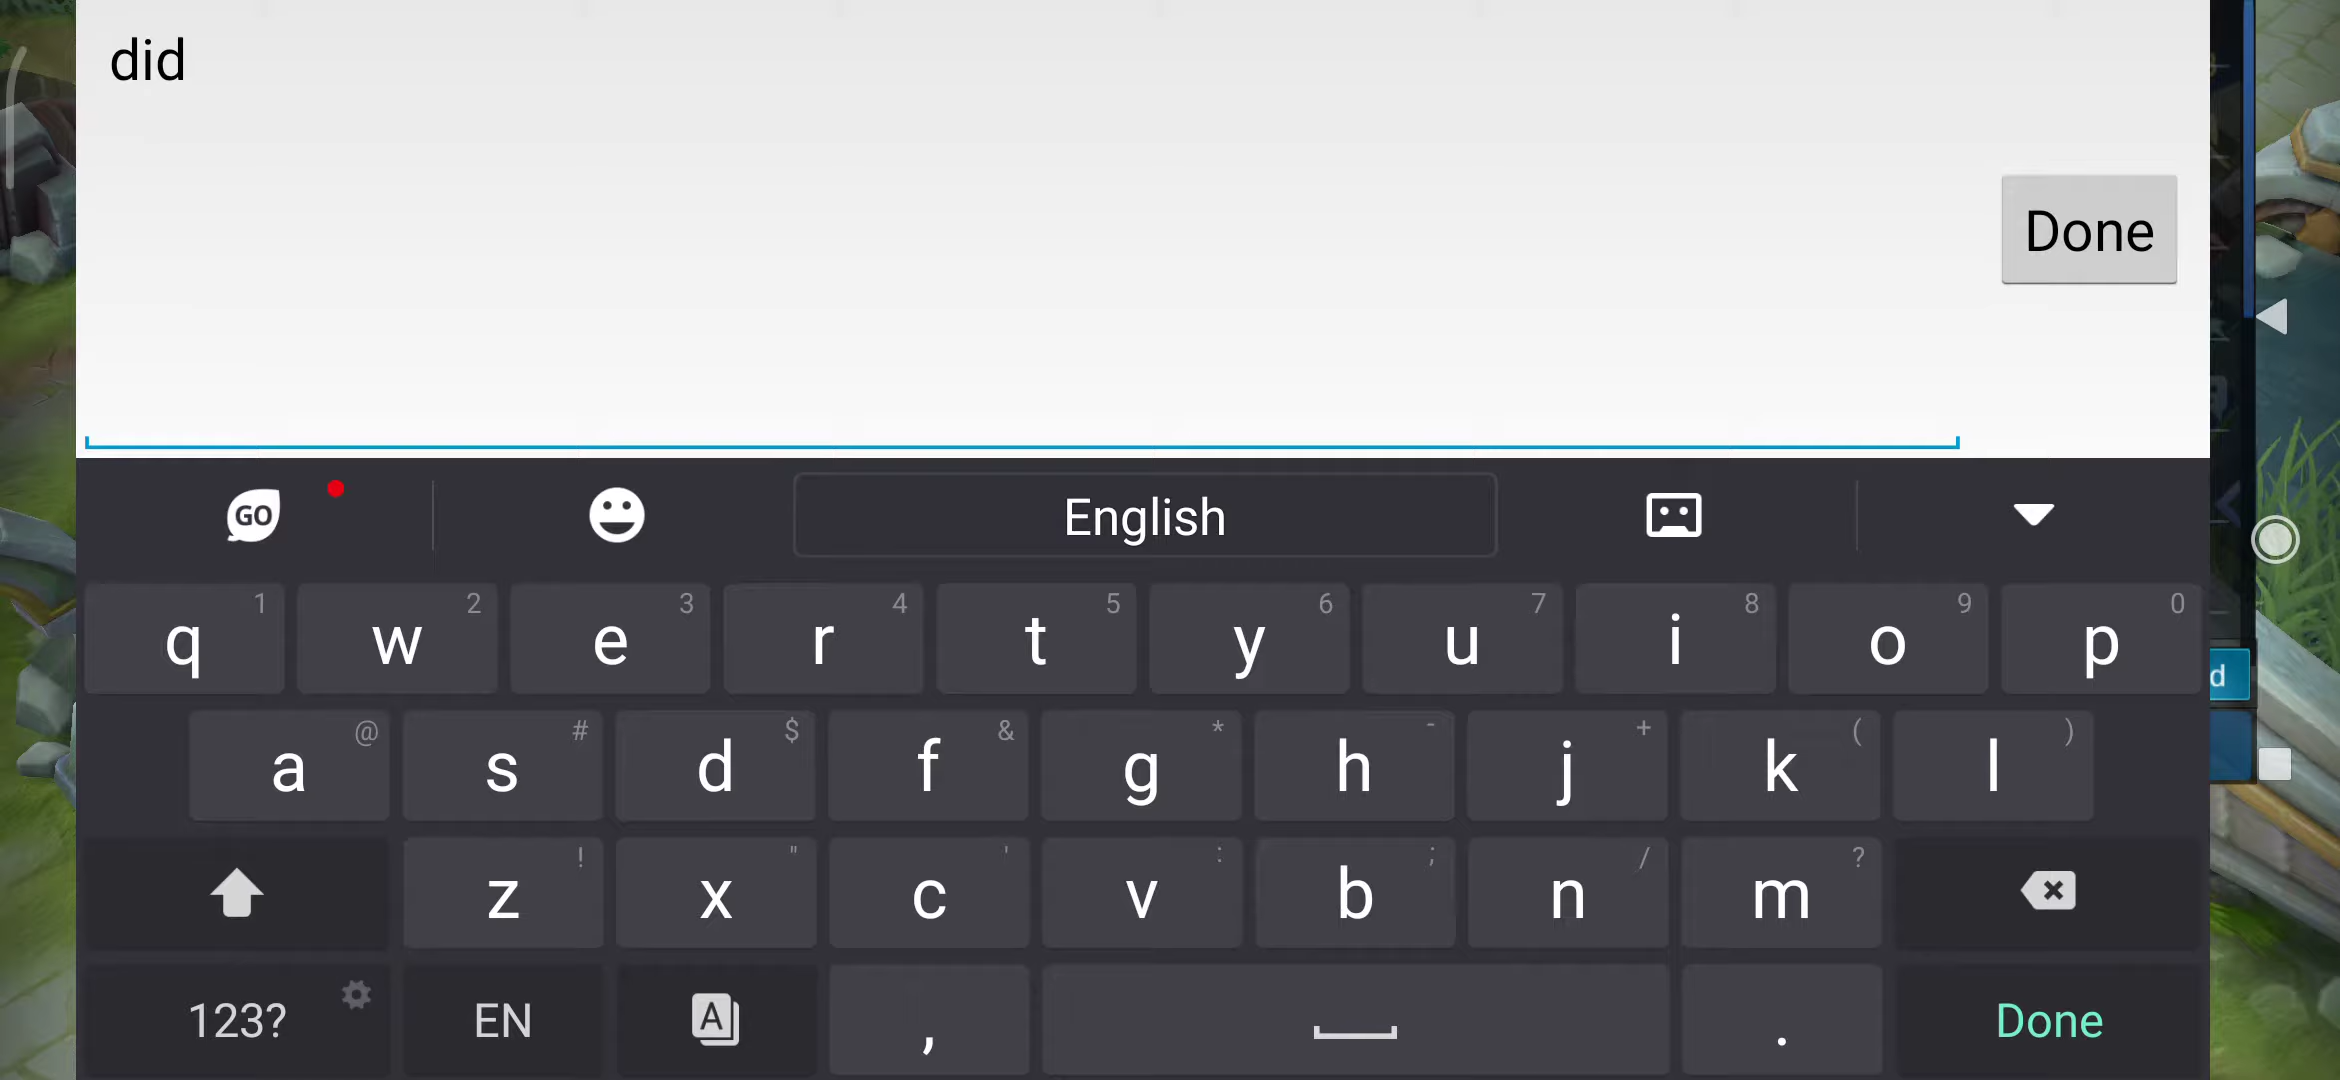 did
Done
GO
English
1 2 3 4 5 6 7 8 9 0
q w e r t y u i o p
d
@ # $ & * - + ( )
a s d f g h j k l
! " ' : ; / ?
z x c v b n m
123? EN A , . Done